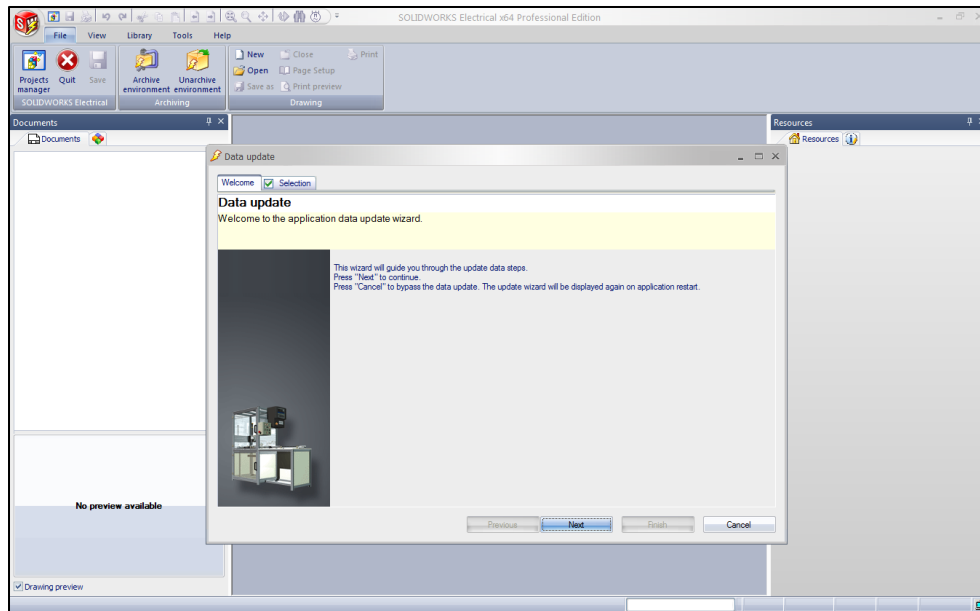 SOLIDWORKS Electrical x64 Professional Edition
File View Library Tools Help
Projects manager
Quit
Save
Archive environment
Unarchive environment
New
Close
Print
Open
Page Setup
Save as
Print preview
SOLIDWORKS Electrical
Archiving
Drawing
Documents
Documents
Resources
Resources
Data update
Welcome
Selection
Data update
Welcome to the application data update wizard.
This wizard will guide you through the update data steps.
Press "Next" to continue.
Press "Cancel" to bypass the data update. The update wizard will be displayed again on application restart.
No preview available
Previous
Next
Finish
Cancel
Drawing preview